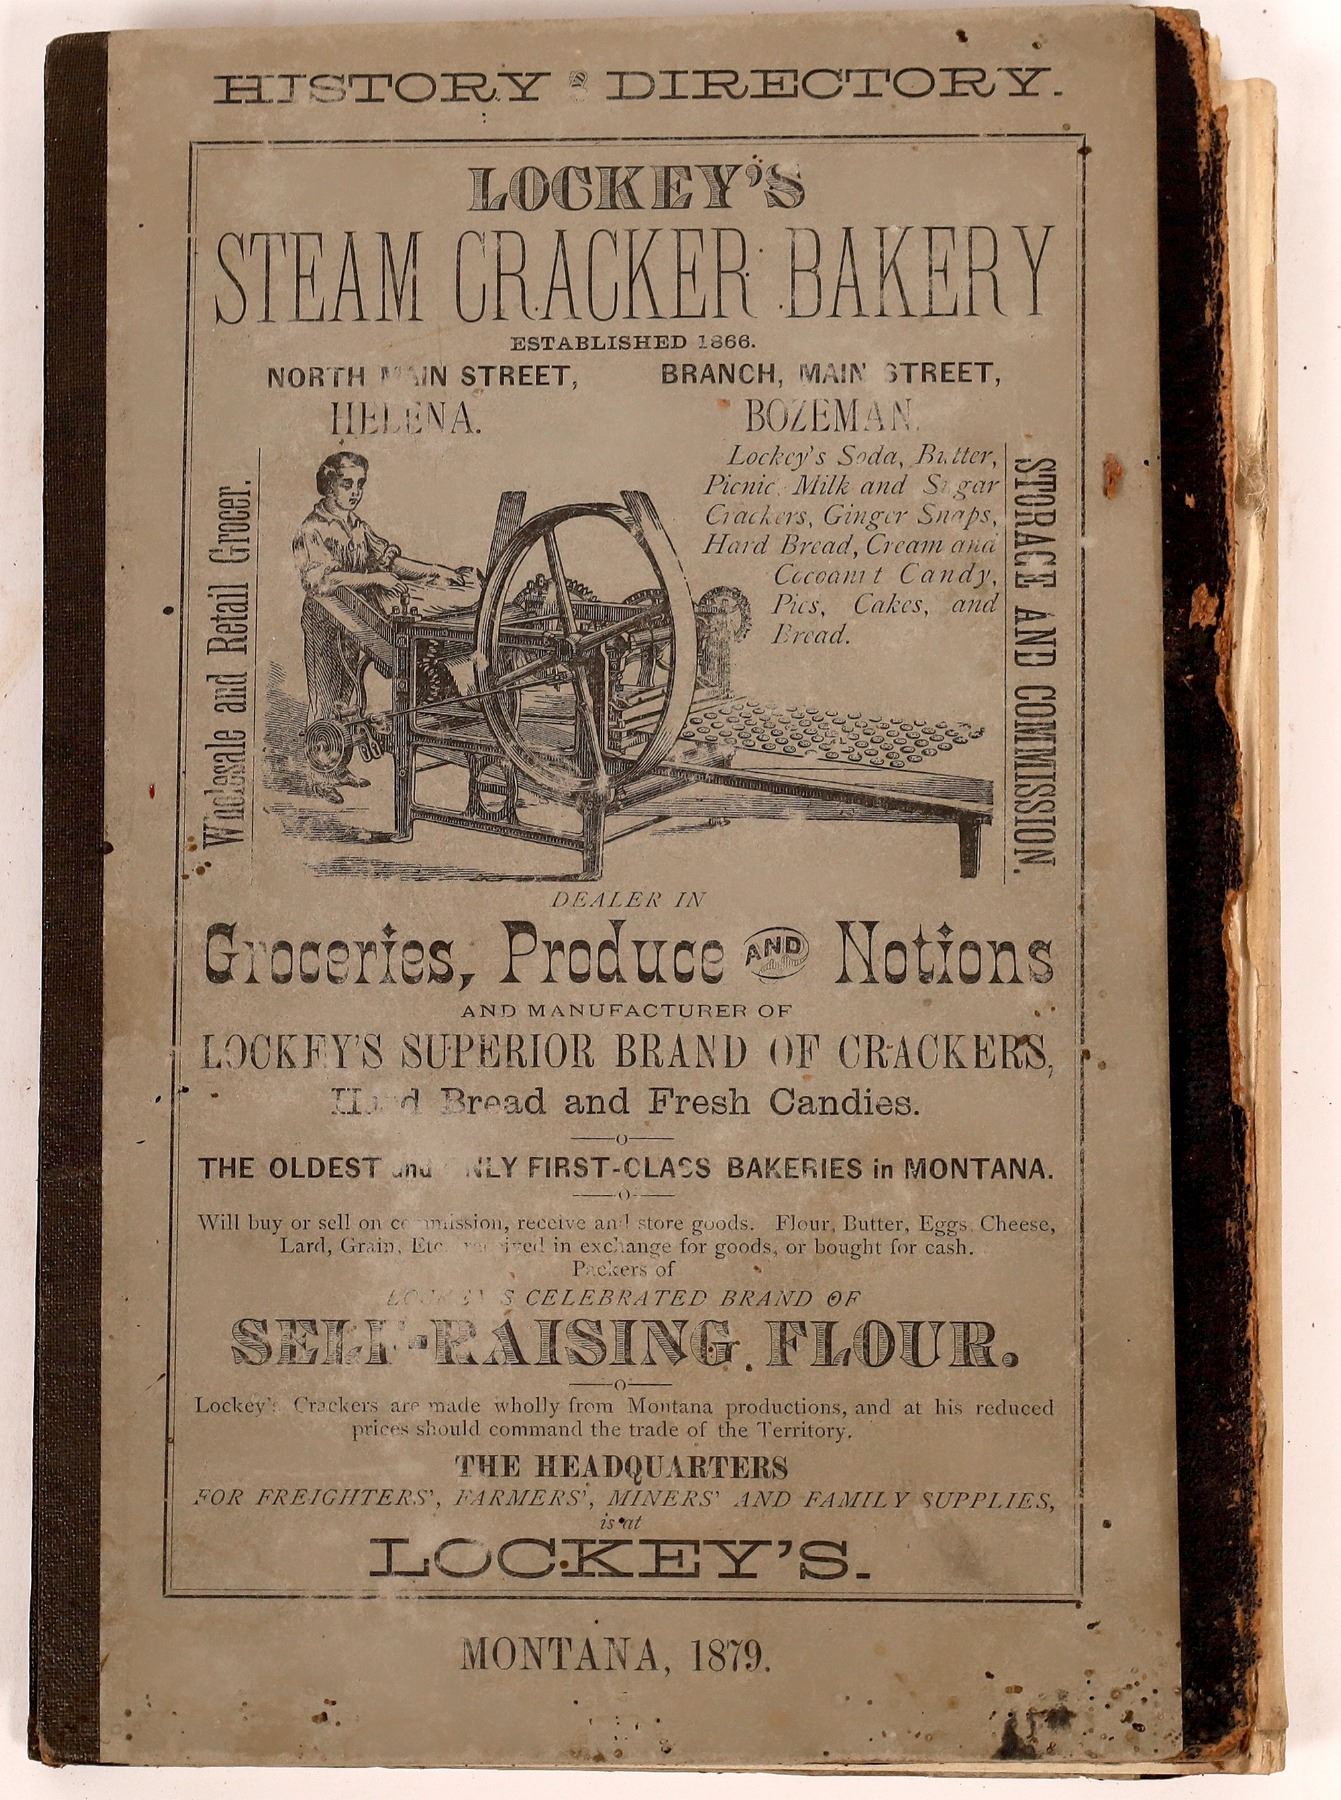 HISTORY & DIRECTORY.
LOCKEY'S
STEAM CRACKER BAKERY
ESTABLISHED 1866.
NORTH MAIN STREET,
HELENA.
BRANCH, MAIN STREET,
BOZEMAN.
Wholesale and Retail Grocer.
Lockey's Soda, Butter,
Picnic, Milk and Sugar
Crackers, Ginger Snaps,
Hard Bread, Cream and
Cocoanut Candy,
Pies, Cakes, and
Bread.
STORAGE AND COMMISSION.
DEALER IN
Groceries, Produce AND Notions
AND MANUFACTURER OF
LOCKEY'S SUPERIOR BRAND OF CRACKERS,
Hard Bread and Fresh Candies.
THE OLDEST and ONLY FIRST-CLASS BAKERIES in MONTANA.
Will buy or sell on commission, receive and store goods. Flour, Butter, Eggs, Cheese,
Lard, Grain, Etc. received in exchange for goods, or bought for cash.
Packers of
LOCKEY'S CELEBRATED BRAND OF
SELF-RAISING FLOUR.
Lockey's Crackers are made wholly from Montana productions, and at his reduced
prices should command the trade of the Territory.
THE HEADQUARTERS
FOR FREIGHTERS', FARMERS', MINERS' AND FAMILY SUPPLIES,
is at
LOCKEY'S.
MONTANA, 1879.